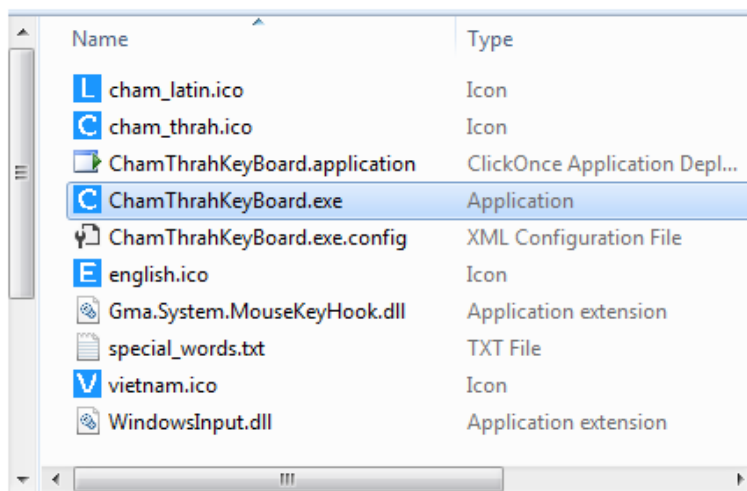 Name Type
cham_latin.ico Icon
cham_thrah.ico Icon
ChamThrahKeyBoard.application ClickOnce Application Depl...
ChamThrahKeyBoard.exe Application
ChamThrahKeyBoard.exe.config XML Configuration File
english.ico Icon
Gma.System.MouseKeyHook.dll Application extension
special_words.txt TXT File
vietnam.ico Icon
WindowsInput.dll Application extension